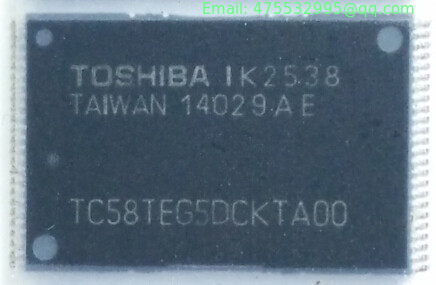 Email: 475532995@qq.com
TOSHIBA IK2538
TAIWAN 14029AE
TC58TEG5DCKTA00